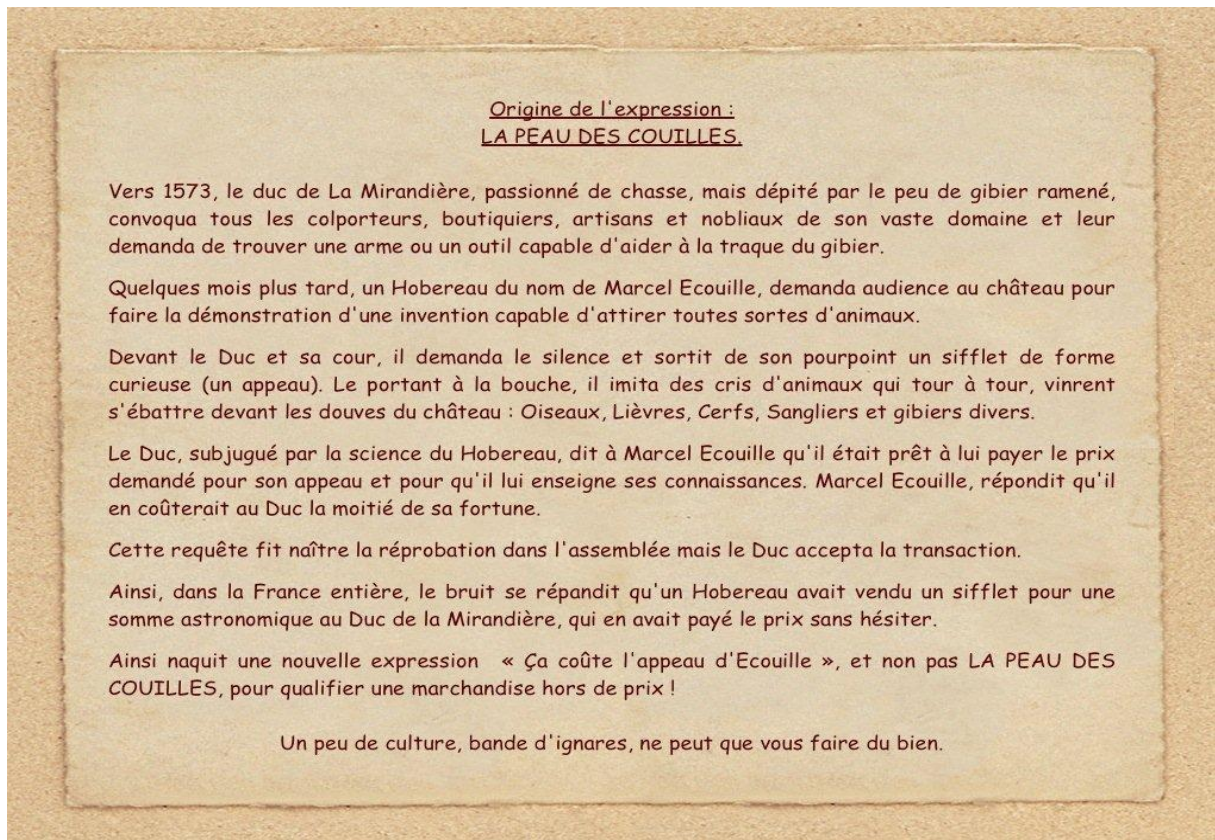 Origine de l'expression :
LA PEAU DES COUILLES.
Vers 1573, le duc de La Mirandière, passionné de chasse, mais dépité par le peu de gibier ramené,
convoqua tous les colporteurs, boutiquiers, artisans et nobliaux de son vaste domaine et leur
demanda de trouver une arme ou un outil capable d'aider à la traque du gibier.
Quelques mois plus tard, un Hobereau du nom de Marcel Ecouille, demanda audience au château pour
faire la démonstration d'une invention capable d'attirer toutes sortes d'animaux.
Devant le Duc et sa cour, il demanda le silence et sortit de son pourpoint un sifflet de forme
curieuse (un appeau). Le portant à la bouche, il imita des cris d'animaux qui tour à tour, vinrent
s'ébattre devant les douves du château : Oiseaux, Lièvres, Cerfs, Sangliers et gibiers divers.
Le Duc, subjugué par la science du Hobereau, dit à Marcel Ecouille qu'il était prêt à lui payer le prix
demandé pour son appeau et pour qu'il lui enseigne ses connaissances. Marcel Ecouille, répondit qu'il
en coûterait au Duc la moitié de sa fortune.
Cette requête fit naître la réprobation dans l'assemblée mais le Duc accepta la transaction.
Ainsi, dans la France entière, le bruit se répandit qu'un Hobereau avait vendu un sifflet pour une
somme astronomique au Duc de la Mirandière, qui en avait payé le prix sans hésiter.
Ainsi naquit une nouvelle expression « Ça coûte l'appeau d'Ecouille », et non pas LA PEAU DES
COUILLES, pour qualifier une marchandise hors de prix !
Un peu de culture, bande d'ignares, ne peut que vous faire du bien.